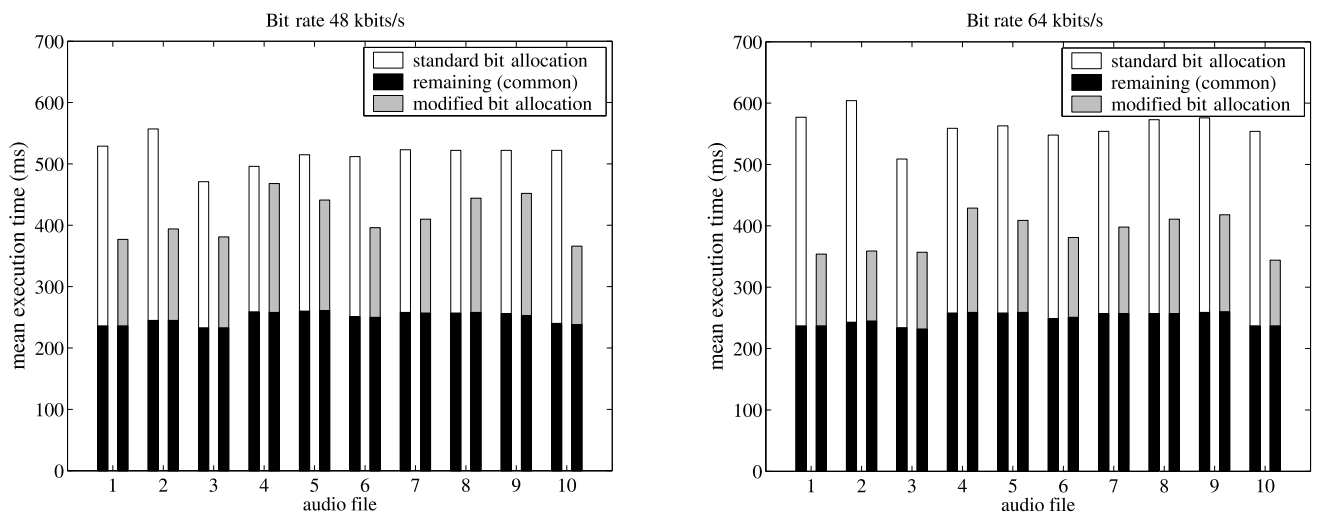 Bit rate 48 kbits/s
700
600
500
400
300
200
100
0
mean execution time (ms)
standard bit allocation
remaining (common)
modified bit allocation
1 2 3 4 5 6 7 8 9 10
audio file
Bit rate 64 kbits/s
700
600
500
400
300
200
100
0
mean execution time (ms)
standard bit allocation
remaining (common)
modified bit allocation
1 2 3 4 5 6 7 8 9 10
audio file